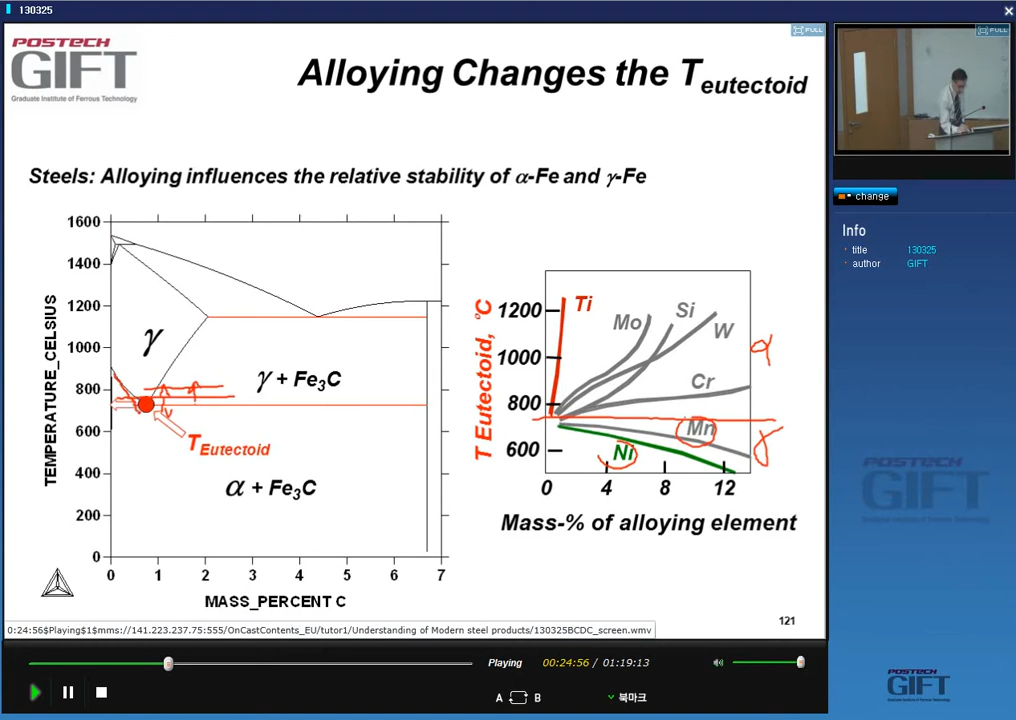 130325
POSTECH
GIFT
Graduate Institute of Ferrous Technology
Alloying Changes the Teutectoid
FULL
FULL
Steels: Alloying influences the relative stability of α-Fe and γ-Fe
TEMPERATURE_CELSIUS
1600
1400
1200
1000
800
600
400
200
0
γ
γ + Fe3C
TEutectoid
α + Fe3C
0 1 2 3 4 5 6 7
MASS_PERCENT C
T Eutectoid, °C
1200
1000
800
600
Ti
Mo
Si
W
Cr
Mn
Ni
α
γ
0 4 8 12
Mass-% of alloying element
121
change
Info
title 130325
author GIFT
0:24:56$Playing$1$mms://141.223.237.75:555/OnCastContents_EU/tutor1/Understanding of Modern steel products/130325BCDC_screen.wmv
Playing 00:24:56 / 01:19:13
A B 북마크
POSTECH
GIFT